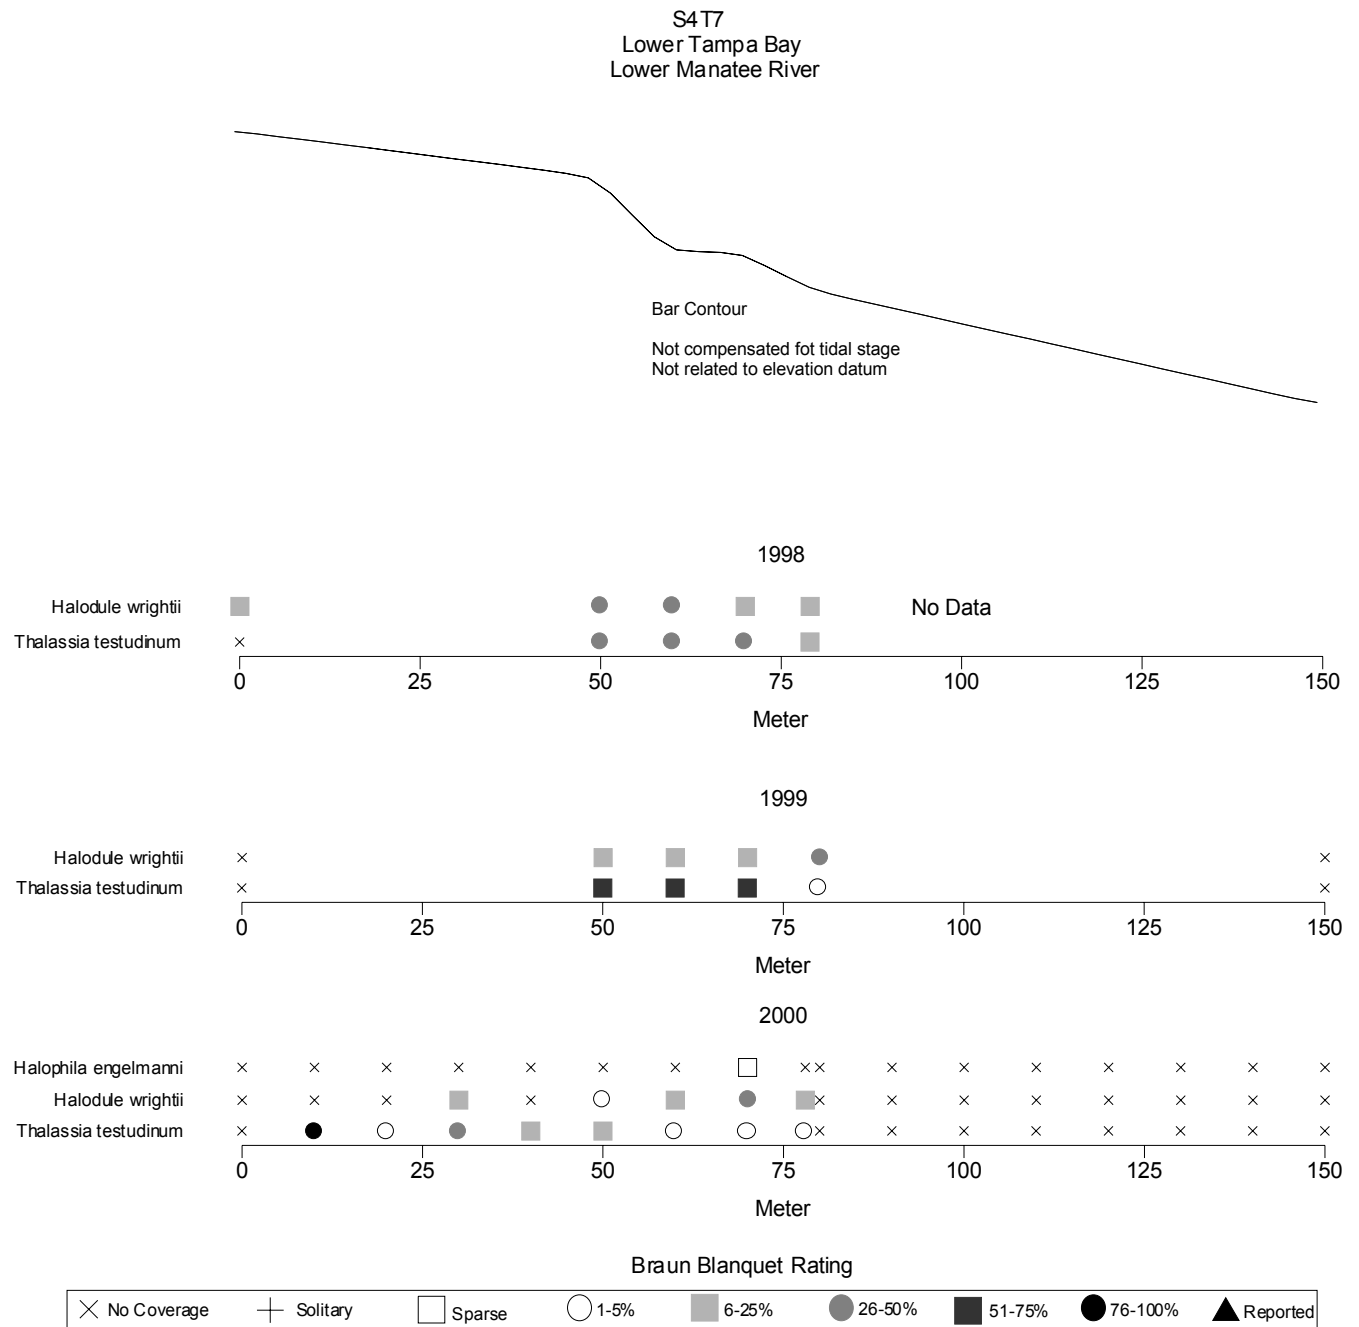 S4T7
Lower Tampa Bay
Lower Manatee River
Bar Contour
Not compensated fot tidal stage
Not related to elevation datum
1998
Halodule wrightii
No Data
Thalassia testudinum
0 25 50 75 100 125 150
Meter
1999
Halodule wrightii
Thalassia testudinum
0 25 50 75 100 125 150
Meter
2000
Halophila engelmanni
Halodule wrightii
Thalassia testudinum
0 25 50 75 100 125 150
Meter
Braun Blanquet Rating
No Coverage Solitary Sparse 1-5% 6-25% 26-50% 51-75% 76-100% Reported